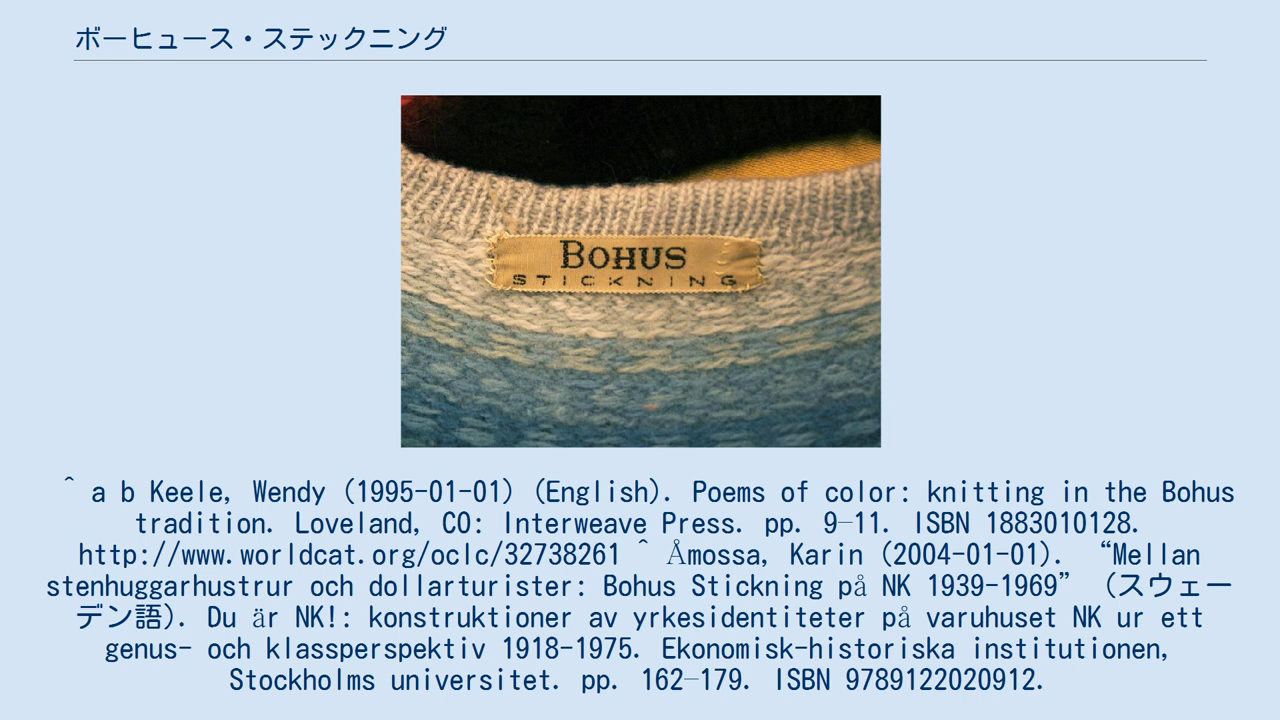 ボーヒュース・ステックニング
BOHUS
STICKNING
^ a b Keele, Wendy (1995-01-01) (English). Poems of color: knitting in the Bohus
tradition. Loveland, CO: Interweave Press. pp. 9–11. ISBN 1883010128.
http://www.worldcat.org/oclc/32738261 ^ Åmossa, Karin (2004-01-01). “Mellan
stenhuggarhustrur och dollarturister: Bohus Stickning på NK 1939-1969” (スウェー
デン語). Du är NK!: konstruktioner av yrkesidentiteter på varuhuset NK ur ett
genus- och klassperspektiv 1918-1975. Ekonomisk-historiska institutionen,
Stockholms universitet. pp. 162–179. ISBN 9789122020912.